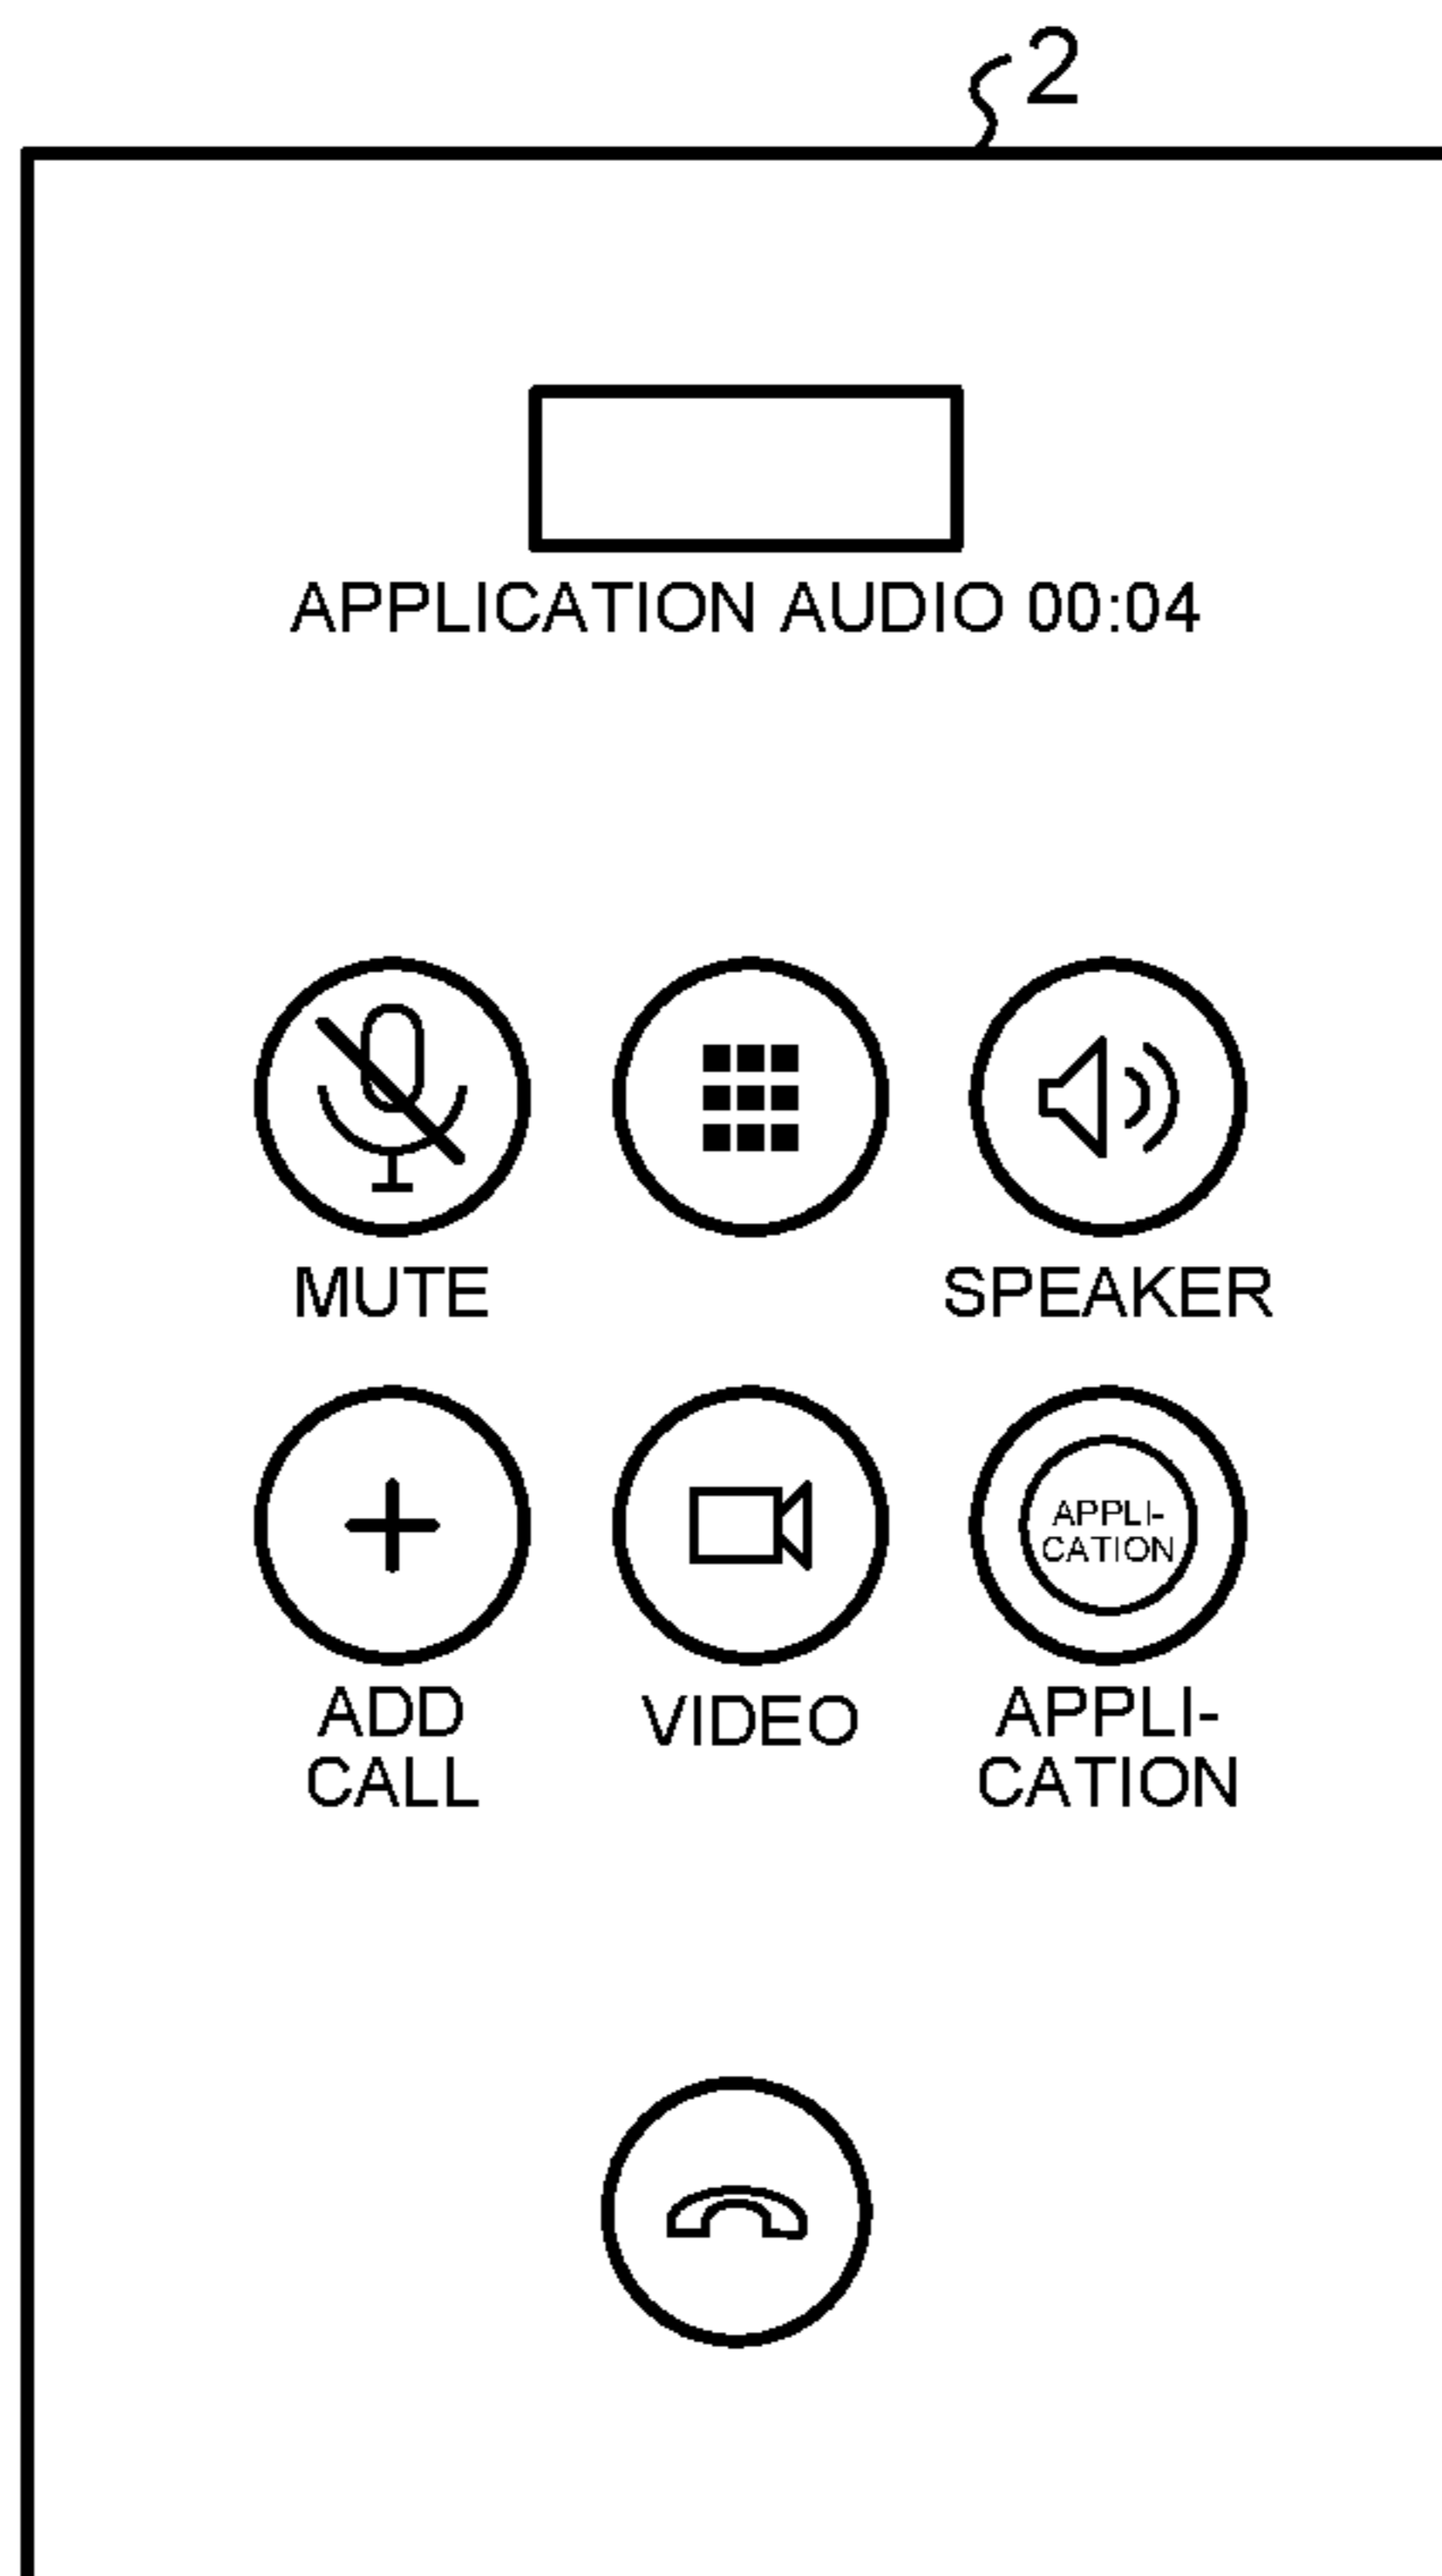 2
APPLICATION AUDIO 00:04
MUTE
SPEAKER
APPLI-
CATION
ADD
CALL
VIDEO
APPLI-
CATION